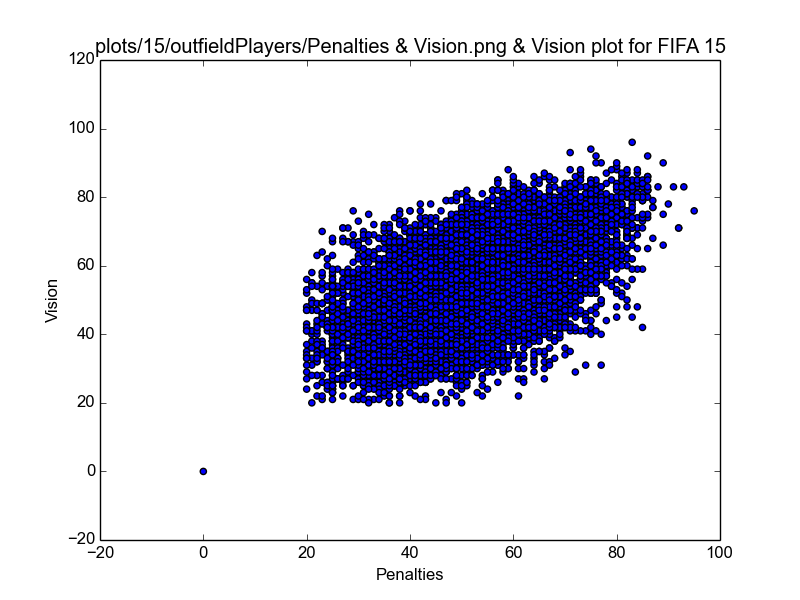 plots/15/outfieldPlayers/Penalties & Vision.png & Vision plot for FIFA 15
120
100
80
60
40
20
0
−20
Vision
−20 0 20 40 60 80 100
Penalties